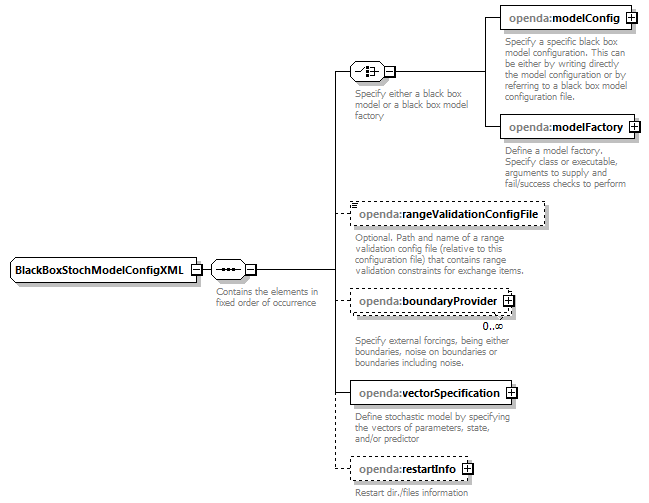 openda:modelConfig
Specify a specific black box
model configuration. This can
be either by writing directly
the model configuration or by
referring to a black box model
configuration file.
Specify either a black box
model or a black box model
factory
openda:modelFactory
Define a model factory.
Specify class or executable,
arguments to supply and
fail/success checks to perform
openda:rangeValidationConfigFile
Optional. Path and name of a range
validation config file (relative to this
configuration file) that contains range
validation constraints for exchange items.
BlackBoxStochModelConfigXML
Contains the elements in
fixed order of occurrence
openda:boundaryProvider
0..∞
Specify external forcings, being either
boundaries, noise on boundaries or
boundaries including noise.
openda:vectorSpecification
Define stochastic model by specifying
the vectors of parameters, state,
and/or predictor
openda:restartInfo
Restart dir./files information